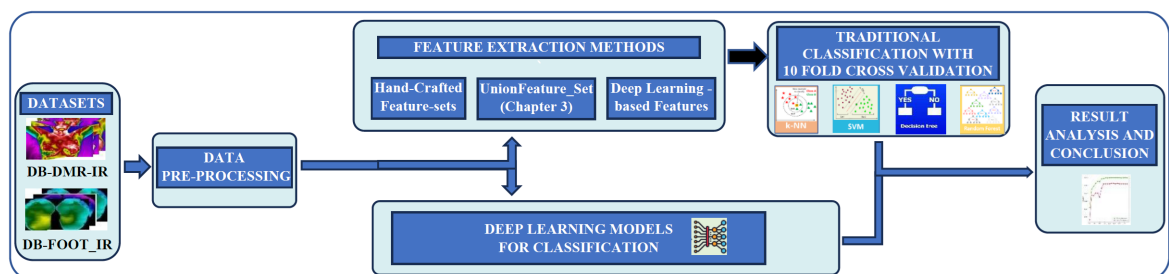 DATASETS
DB-DMR-IR
DB-FOOT_IR
DATA
PRE-PROCESSING
FEATURE EXTRACTION METHODS
Hand-Crafted
Feature-sets
UnionFeature_Set
(Chapter 3)
Deep Learning -
based Features
TRADITIONAL
CLASSIFICATION WITH
10 FOLD CROSS VALIDATION
k-NN
SVM
YES
NO
Decision tree
Random Forest
DEEP LEARNING MODELS
FOR CLASSIFICATION
RESULT
ANALYSIS AND
CONCLUSION